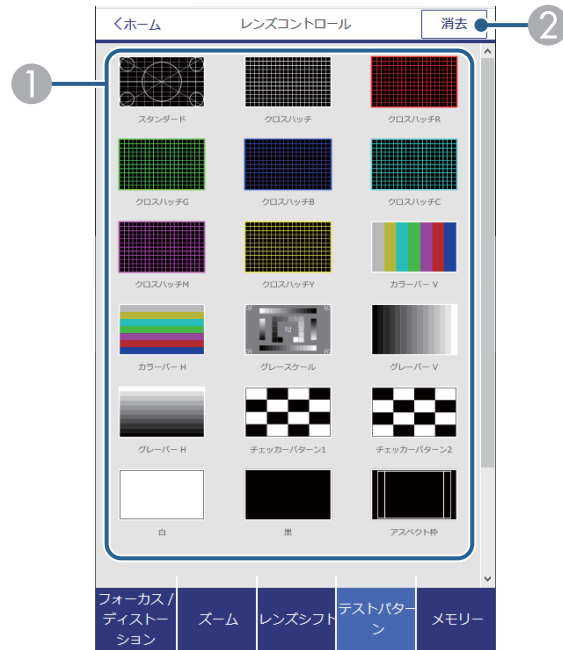 くホーム
レンズコントロール
消去
2
1
スタンダード
クロスハッチ
クロスハッチR
クロスハッチG
クロスハッチB
クロスハッチC
クロスハッチM
クロスハッチY
カラーバー V
カラーバー H
グレースケール
グレーバー V
グレーバー H
チェッカーパターン1
チェッカーパターン2
白
黒
アスペクト枠
フォーカス /
ディストー
ション
ズーム
レンズシフト
テストパター
ン
メモリー